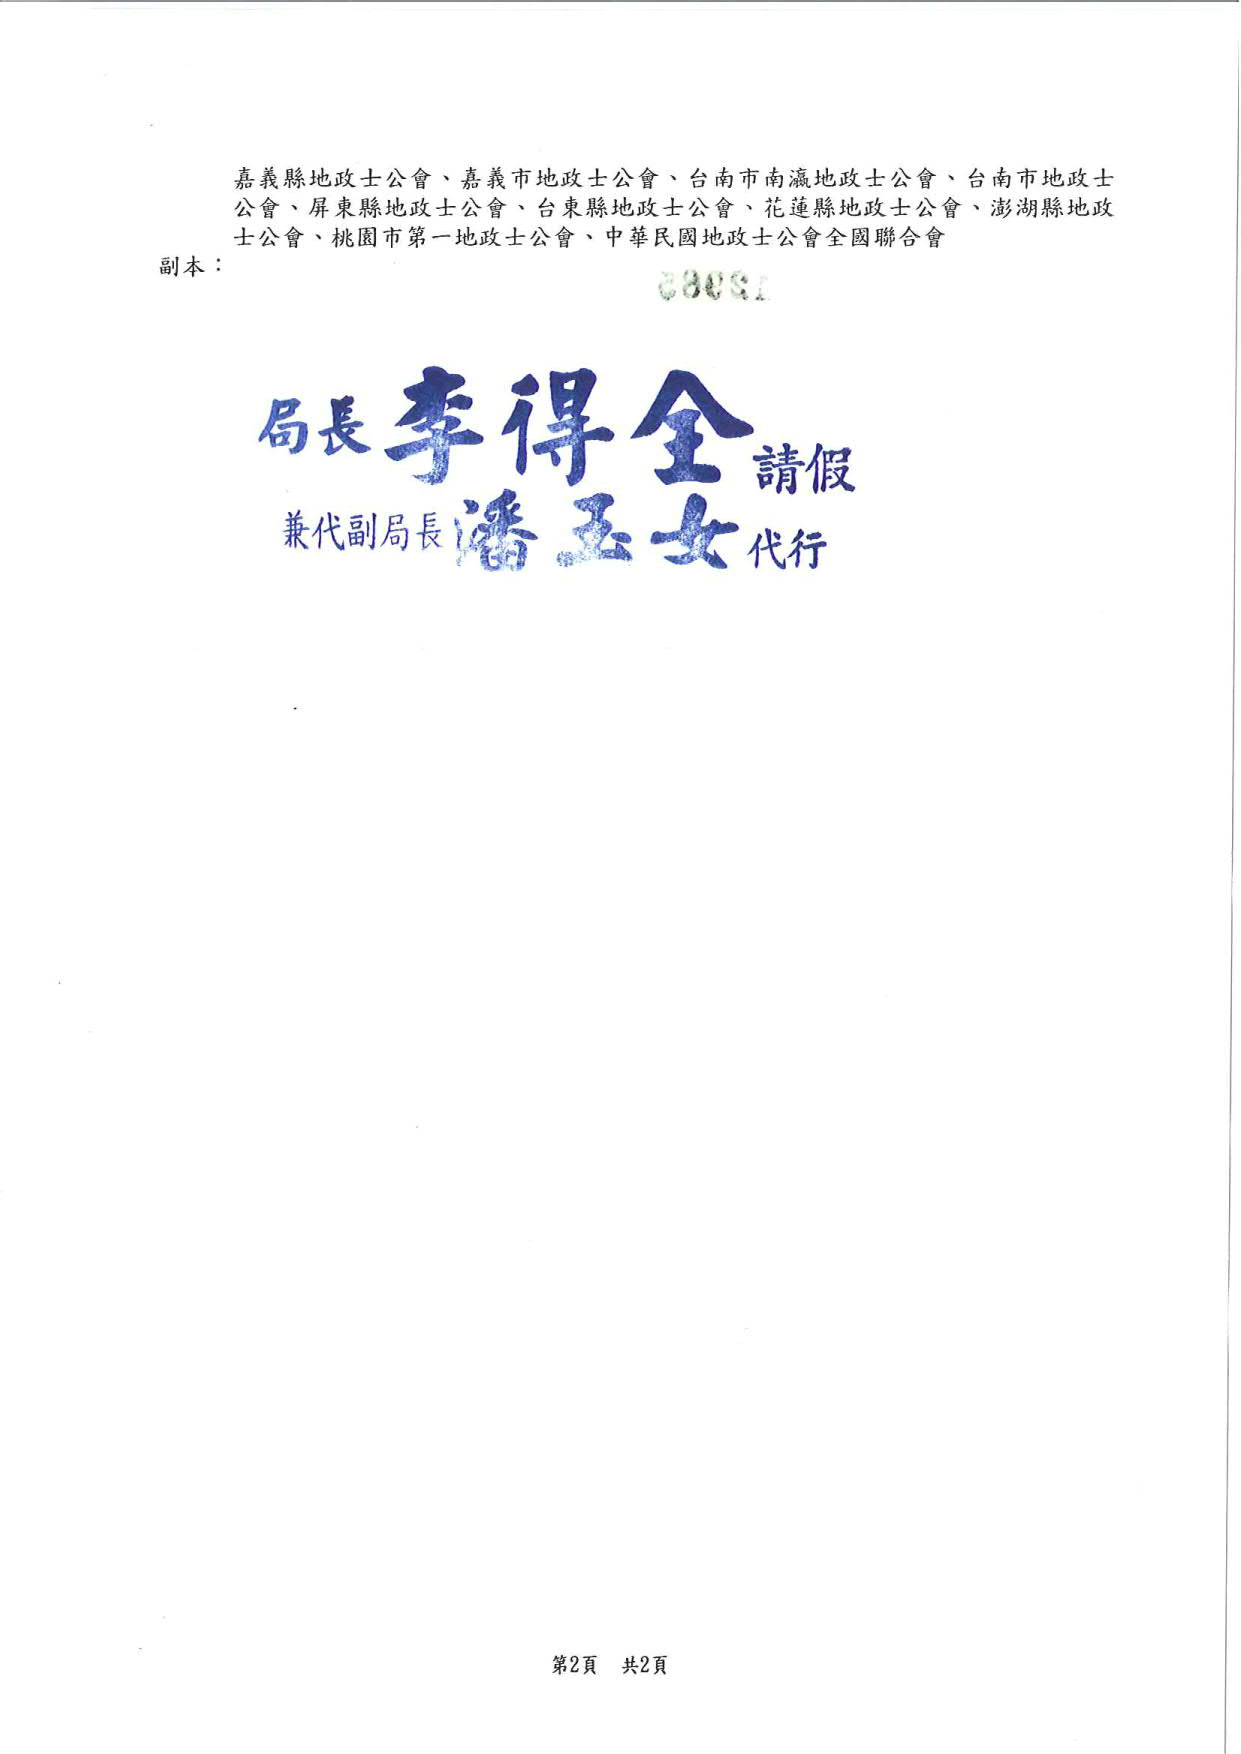 嘉義縣地政士公會、嘉義市地政士公會、台南市南瀛地政士公會、台南市地政士
公會、屏東縣地政士公會、台東縣地政士公會、花蓮縣地政士公會、澎湖縣地政
士公會、桃園市第一地政士公會、中華民國地政士公會全國聯合會
副本：
局長李得全請假
兼代副局長潘玉女代行
第2頁　共2頁